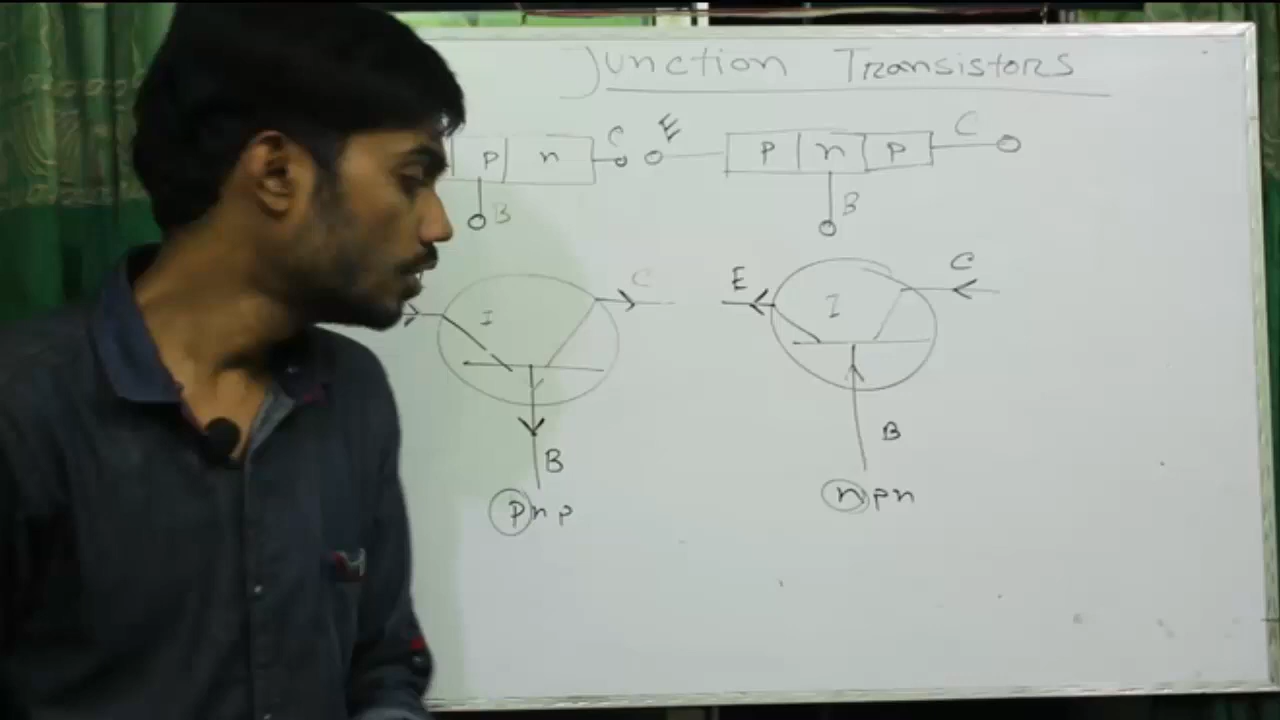 Junction Transistors
p n C E p n p C
B B
C E C
I I
B B
pnp npn